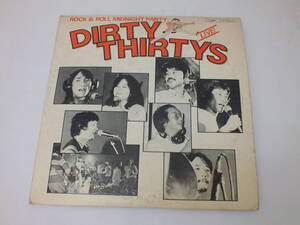 ROCK & ROLL MIDNIGHT PARTY
DIRTY
LIVE!
THIRTYS